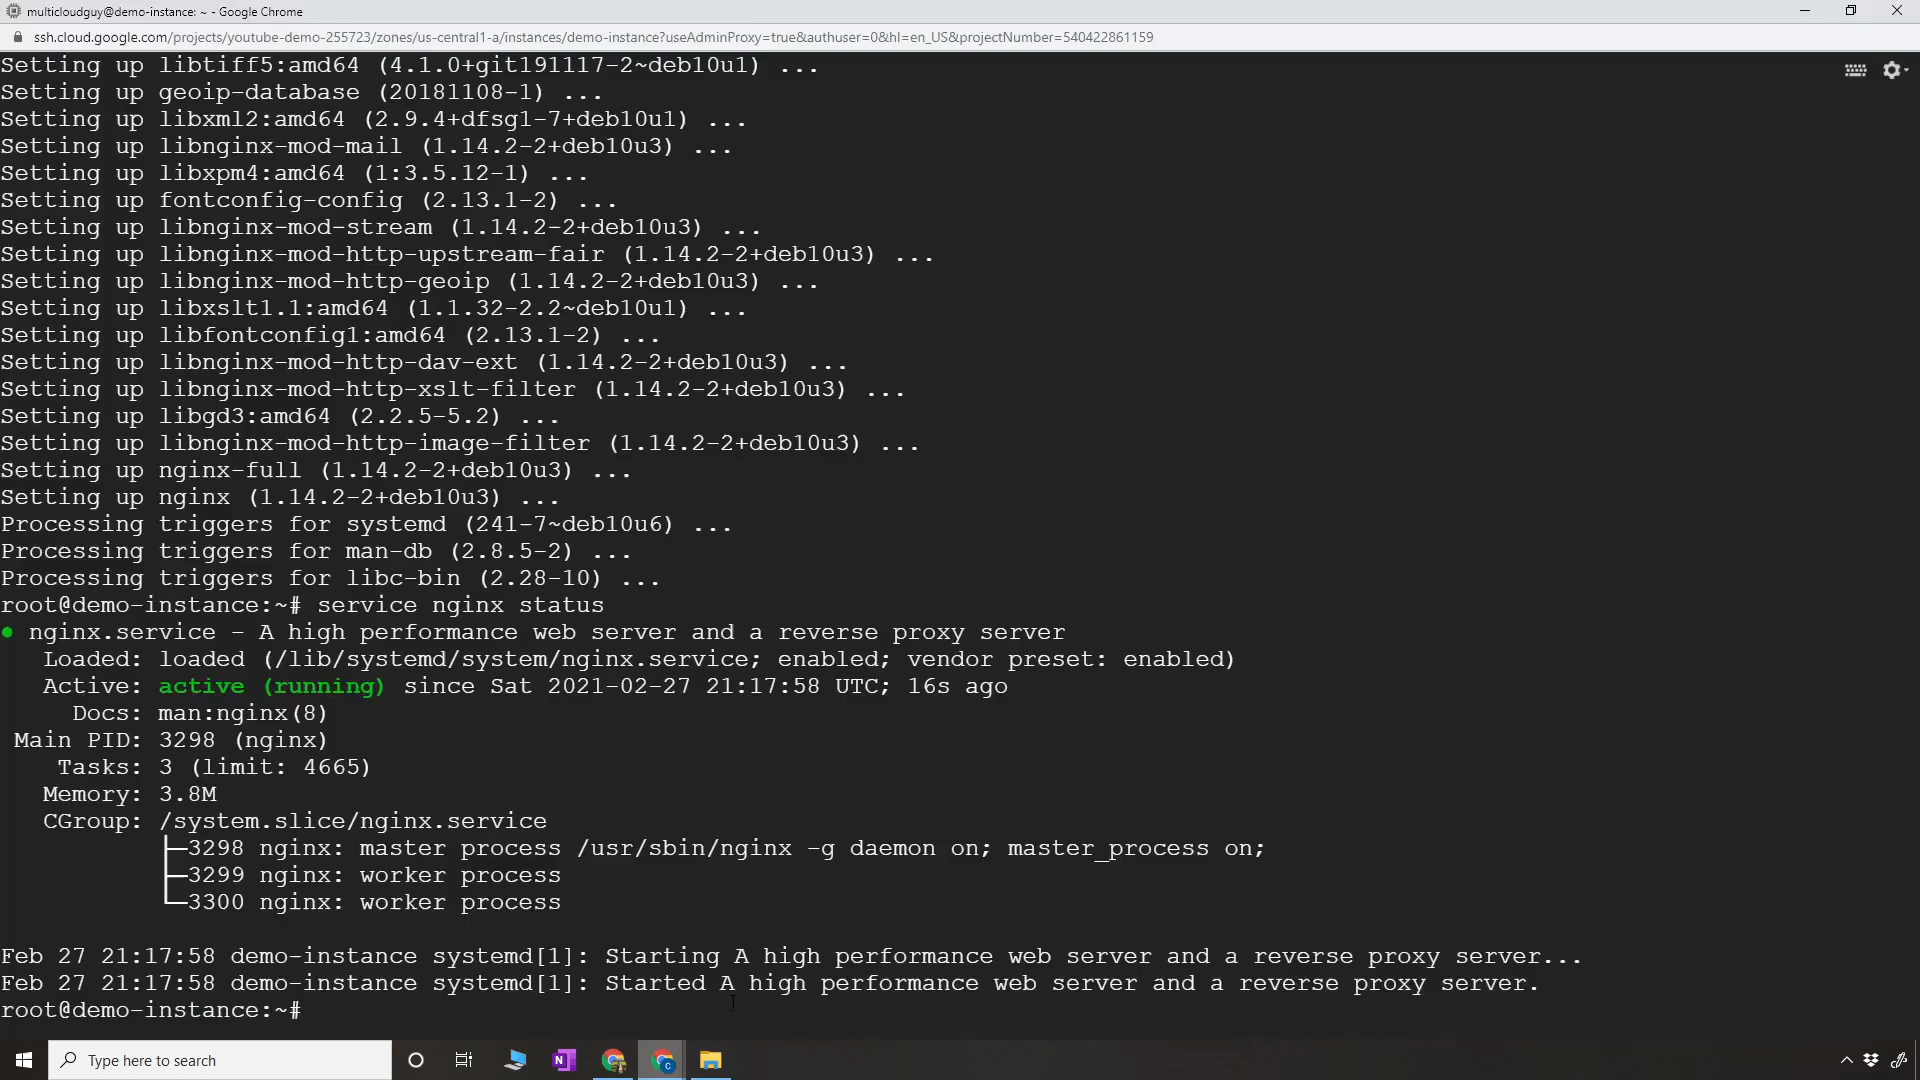 multicloudguy@demo-instance: ~ - Google Chrome
ssh.cloud.google.com/projects/youtube-demo-255723/zones/us-central1-a/instances/demo-instance?useAdminProxy=true&authuser=0&hl=en_US&projectNumber=540422861159
Setting up libtiff5:amd64 (4.1.0+git191117-2~deb10u1) ...
Setting up geoip-database (20181108-1) ...
Setting up libxml2:amd64 (2.9.4+dfsg1-7+deb10u1) ...
Setting up libnginx-mod-mail (1.14.2-2+deb10u3) ...
Setting up libxpm4:amd64 (1:3.5.12-1) ...
Setting up fontconfig-config (2.13.1-2) ...
Setting up libnginx-mod-stream (1.14.2-2+deb10u3) ...
Setting up libnginx-mod-http-upstream-fair (1.14.2-2+deb10u3) ...
Setting up libnginx-mod-http-geoip (1.14.2-2+deb10u3) ...
Setting up libxslt1.1:amd64 (1.1.32-2.2~deb10u1) ...
Setting up libfontconfig1:amd64 (2.13.1-2) ...
Setting up libnginx-mod-http-dav-ext (1.14.2-2+deb10u3) ...
Setting up libnginx-mod-http-xslt-filter (1.14.2-2+deb10u3) ...
Setting up libgd3:amd64 (2.2.5-5.2) ...
Setting up libnginx-mod-http-image-filter (1.14.2-2+deb10u3) ...
Setting up nginx-full (1.14.2-2+deb10u3) ...
Setting up nginx (1.14.2-2+deb10u3) ...
Processing triggers for systemd (241-7~deb10u6) ...
Processing triggers for man-db (2.8.5-2) ...
Processing triggers for libc-bin (2.28-10) ...
root@demo-instance:~# service nginx status
● nginx.service - A high performance web server and a reverse proxy server
Loaded: loaded (/lib/systemd/system/nginx.service; enabled; vendor preset: enabled)
Active: active (running) since Sat 2021-02-27 21:17:58 UTC; 16s ago
Docs: man:nginx(8)
Main PID: 3298 (nginx)
Tasks: 3 (limit: 4665)
Memory: 3.8M
CGroup: /system.slice/nginx.service
├─3298 nginx: master process /usr/sbin/nginx -g daemon on; master_process on;
├─3299 nginx: worker process
└─3300 nginx: worker process
Feb 27 21:17:58 demo-instance systemd[1]: Starting A high performance web server and a reverse proxy server...
Feb 27 21:17:58 demo-instance systemd[1]: Started A high performance web server and a reverse proxy server.
root@demo-instance:~#
Type here to search